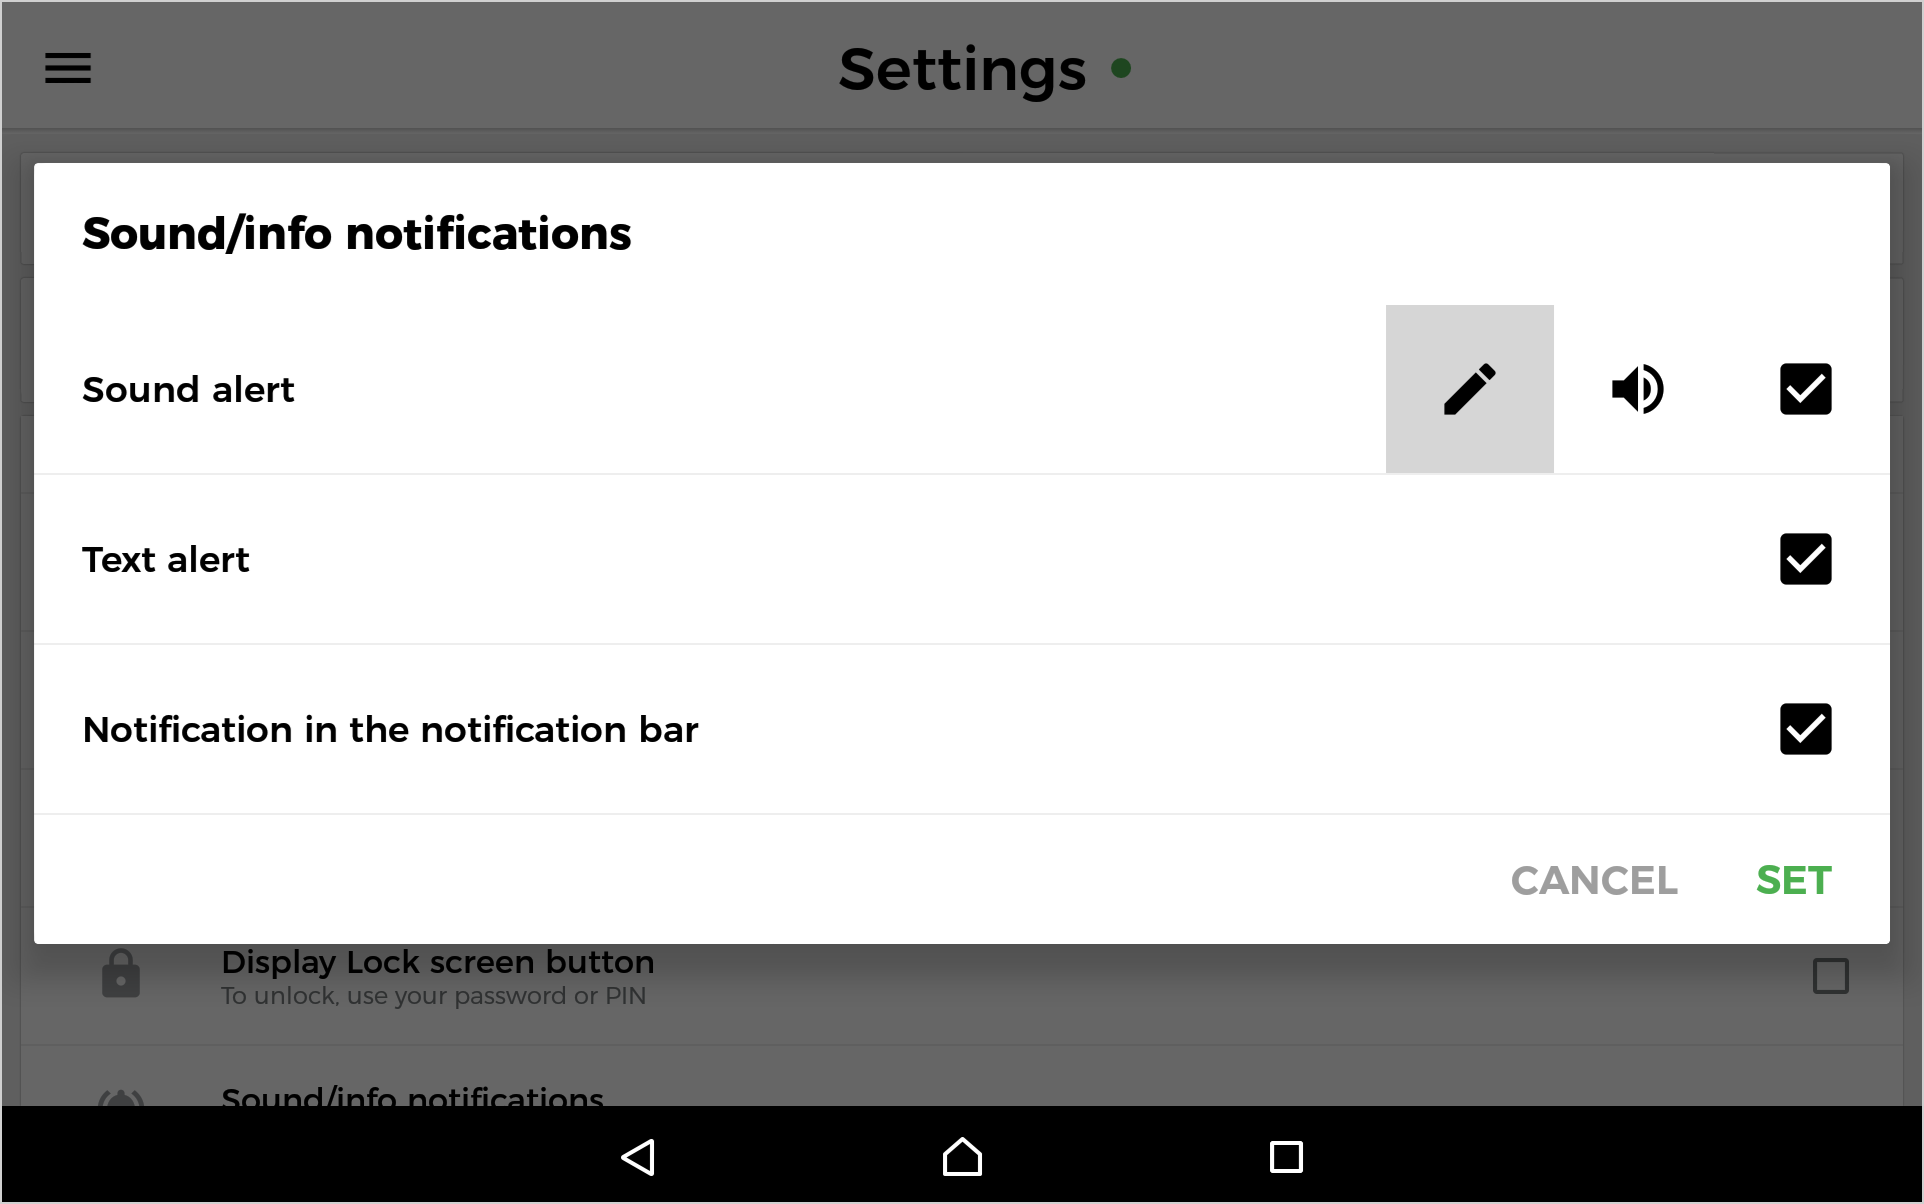 Settings
Sound/info notifications
Sound alert
Text alert
Notification in the notification bar
CANCEL
SET
Display Lock screen button
To unlock, use your password or PIN
Sound/info notifications